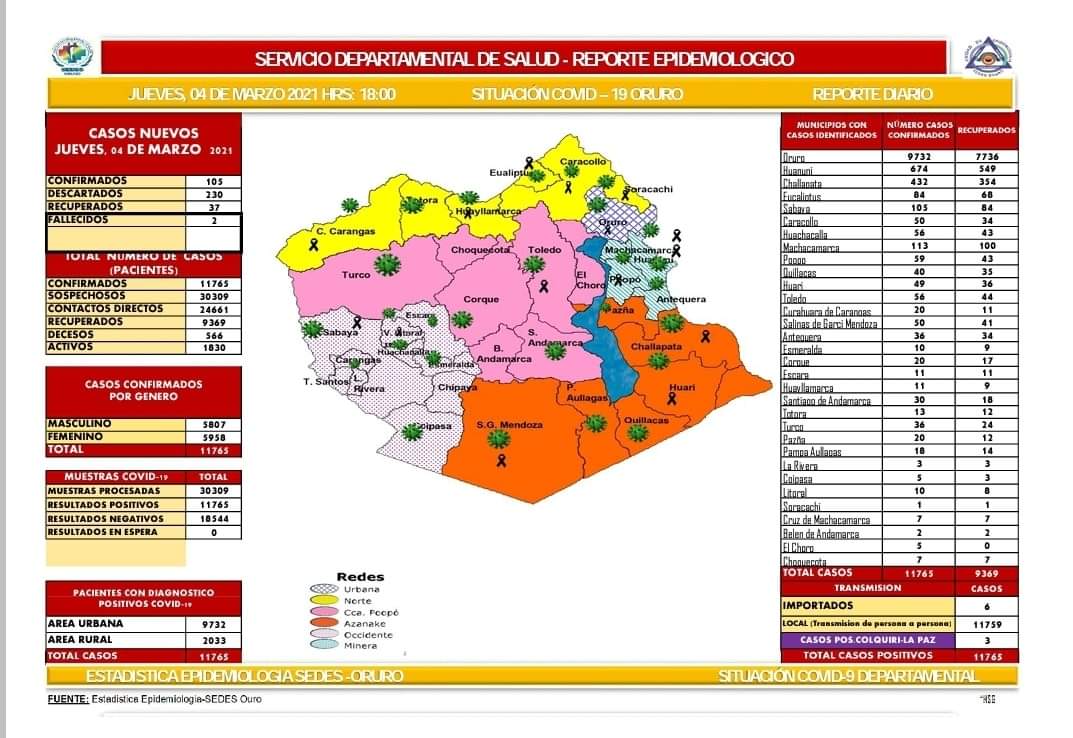 SERVICIO DEPARTAMENTAL DE SALUD - REPORTE EPIDEMIOLOGICO
JUEVES, 04 DE MARZO 2021 HRS: 18:00 SITUACIÓN COVID – 19 ORURO REPORTE DIARIO
CASOS NUEVOS
JUEVES, 04 DE MARZO 2021
CONFIRMADOS 105
DESCARTADOS 230
RECUPERADOS 37
FALLECIDOS 2
TOTAL NUMERO DE CASOS
(PACIENTES)
CONFIRMADOS 11765
SOSPECHOSOS 30309
CONTACTOS DIRECTOS 24661
RECUPERADOS 9369
DECESOS 566
ACTIVOS 1830
CASOS CONFIRMADOS
POR GENERO
MASCULINO 5807
FEMENINO 5958
TOTAL 11765
MUESTRAS COVID-19 TOTAL
MUESTRAS PROCESADAS 30309
RESULTADOS POSITIVOS 11765
RESULTADOS NEGATIVOS 18544
RESULTADOS EN ESPERA 0
PACIENTES CON DIAGNOSTICO
POSITIVOS COVID-19
AREA URBANA 9732
AREA RURAL 2033
TOTAL CASOS 11765
Caracollo
Eualiptu
Soracachi
Totora
Huayllamarca
Oruro
C. Carangas
Choquecota
Toledo
Machacamarca
Turco
El
Choro
Poopó
Corque
Antequera
Pazña
Escara
Sabaya
V. Litoral
S.
Andamarca
Challapata
Huachacalla
B.
Andamarca
Carangas
Esmeralda
T. Santos
L.
Rivera
Chipaya
P.
Aullagas
Huari
S.G. Mendoza
Quillacas
Coipasa
Redes
Urbana
Norte
Cca. Poopó
Azanake
Occidente
Minera
MUNICIPIOS CON
CASOS IDENTIFICADOS NÚMERO CASOS
CONFIRMADOS RECUPERADOS
Oruro 9732 7736
Huanuni 674 549
Challapata 432 354
Eucaliptus 84 68
Sabaya 105 84
Caracollo 50 34
Huachacalla 56 43
Machacamarca 113 100
Poopo 59 43
Quillacas 40 35
Huari 49 36
Toledo 56 44
Curahuara de Carangas 20 11
Salinas de Garci Mendoza 50 41
Antequera 36 34
Esmeralda 10 9
Corque 20 17
Escara 11 11
Huayllamarca 11 9
Santiago de Andamarca 30 18
Totora 13 12
Turco 36 24
Pazña 20 12
Pampa Aullagas 18 14
La Rivera 3 3
Coipasa 5 3
Litoral 10 8
Soracachi 1 1
Cruz de Machacamarca 7 7
Belen de Andamarca 2 2
El Choro 5 0
Choquecota 7 7
TOTAL CASOS 11765 9369
TRANSMISION CASOS
IMPORTADOS 6
LOCAL (Transmision de persona a persona) 11759
CASOS POS.COLQUIRI-LA PAZ 3
TOTAL CASOS POSITIVOS 11765
ESTADISTICA EPIDEMIOLOGIA SEDES -ORURO SITUACIÓN COVID-9 DEPARTAMENTAL
FUENTE: Estadistica Epidemiologia-SEDES Ouro